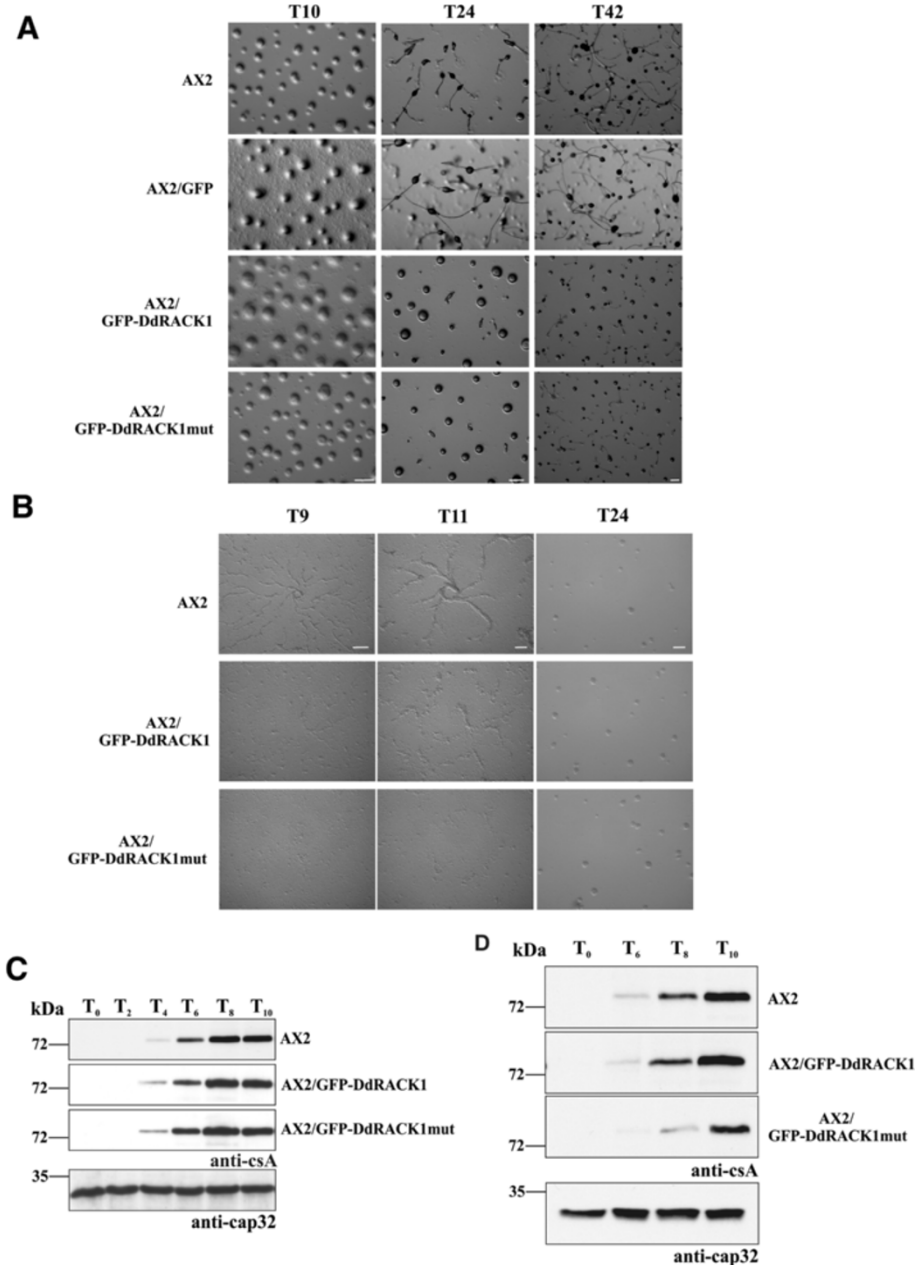 A
T10 T24 T42
AX2
AX2/GFP
AX2/
GFP-DdRACK1
AX2/
GFP-DdRACK1mut
B
T9 T11 T24
AX2
AX2/
GFP-DdRACK1
AX2/
GFP-DdRACK1mut
C
kDa T0 T2 T4 T6 T8 T10
72 AX2
72 AX2/GFP-DdRACK1
72 AX2/GFP-DdRACK1mut
anti-csA
35
anti-cap32
D
kDa T0 T6 T8 T10
72 AX2
72 AX2/GFP-DdRACK1
AX2/
72 GFP-DdRACK1mut
anti-csA
35
anti-cap32